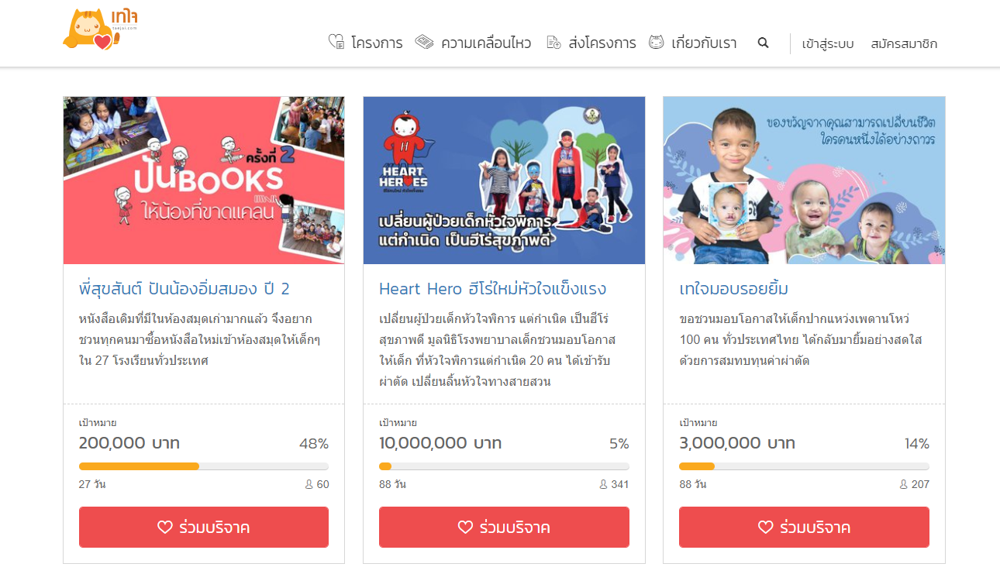 เทใจ
taejai.com
โครงการ
ความเคลื่อนไหว
ส่งโครงการ
เกี่ยวกับเรา
เข้าสู่ระบบ
สมัครสมาชิก
ครั้งที่ 2
ปันBOOKS
ให้น้องที่ขาดแคลน
พี่สุขสันต์ ปันน้องอิ่มสมอง ปี 2
หนังสือเดิมที่มีในห้องสมุดเก่ามากแล้ว จึงอยาก
ชวนทุกคนมาซื้อหนังสือใหม่เข้าห้องสมุดให้เด็กๆ
ใน 27 โรงเรียนทั่วประเทศ
เป้าหมาย
200,000 บาท
48%
27 วัน
60
ร่วมบริจาค
H
HEART
HEROES
เปลี่ยนผู้ป่วยเด็กหัวใจพิการ
แต่กำเนิด เป็นฮีโร่สุขภาพดี
Heart Hero ฮีโร่ใหม่หัวใจแข็งแรง
เปลี่ยนผู้ป่วยเด็กหัวใจพิการ แต่กำเนิด เป็นฮีโร่
สุขภาพดี มูลนิธิโรงพยาบาลเด็กชวนมอบโอกาส
ให้เด็ก ที่หัวใจพิการแต่กำเนิด 20 คน ได้เข้ารับ
ผ่าตัด เปลี่ยนลิ้นหัวใจทางสายสวน
เป้าหมาย
10,000,000 บาท
5%
88 วัน
341
ร่วมบริจาค
ของขวัญจากคุณสามารถเปลี่ยนชีวิต
ใครคนหนึ่งได้อย่างถาวร
เทใจมอบรอยยิ้ม
ขอชวนมอบโอกาสให้เด็กปากแหว่งเพดานโหว่
100 คน ทั่วประเทศไทย ได้กลับมายิ้มอย่างสดใส
ด้วยการสมทบทุนค่าผ่าตัด
เป้าหมาย
3,000,000 บาท
14%
88 วัน
207
ร่วมบริจาค